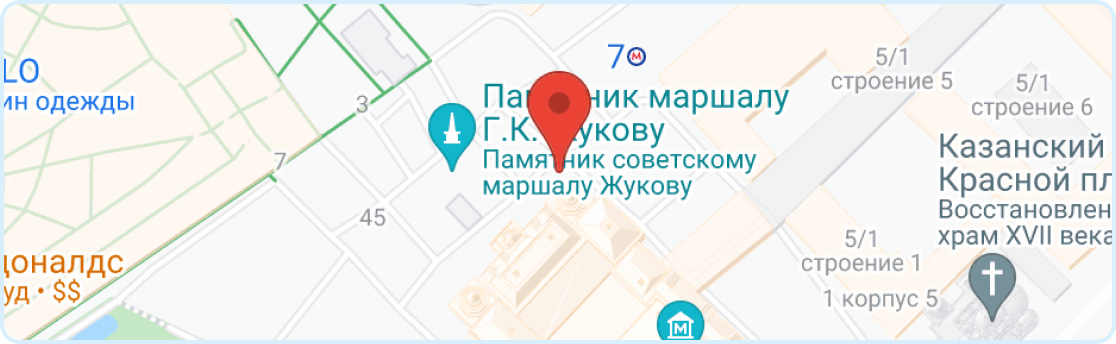 LO
ин одежды
3
7
45
7
Памятник маршалу
Г.К. Жукову
Памятник советскому
маршалу Жукову
5/1
строение 5
5/1
строение 6
Казанский
Красной пл
Восстановлен
храм XVII века
5/1
строение 1
1 корпус 5
доналдс
уд • $$
M
M